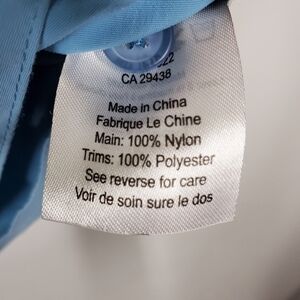 CA 29438
Made in China
Fabrique Le Chine
Main: 100% Nylon
Trims: 100% Polyester
See reverse for care
Voir de soin sure le dos